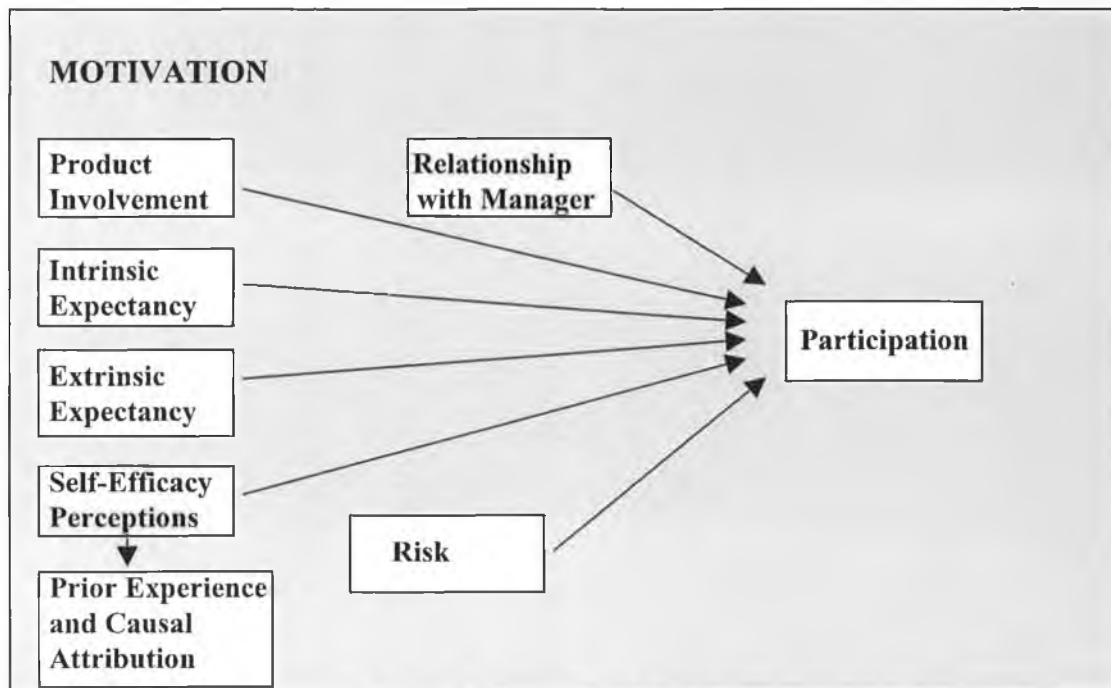 MOTIVATION
Product
Involvement
Relationship
with Manager
Intrinsic
Expectancy
Participation
Extrinsic
Expectancy
Self-Efficacy
Perceptions
Risk
Prior Experience
and Causal
Attribution